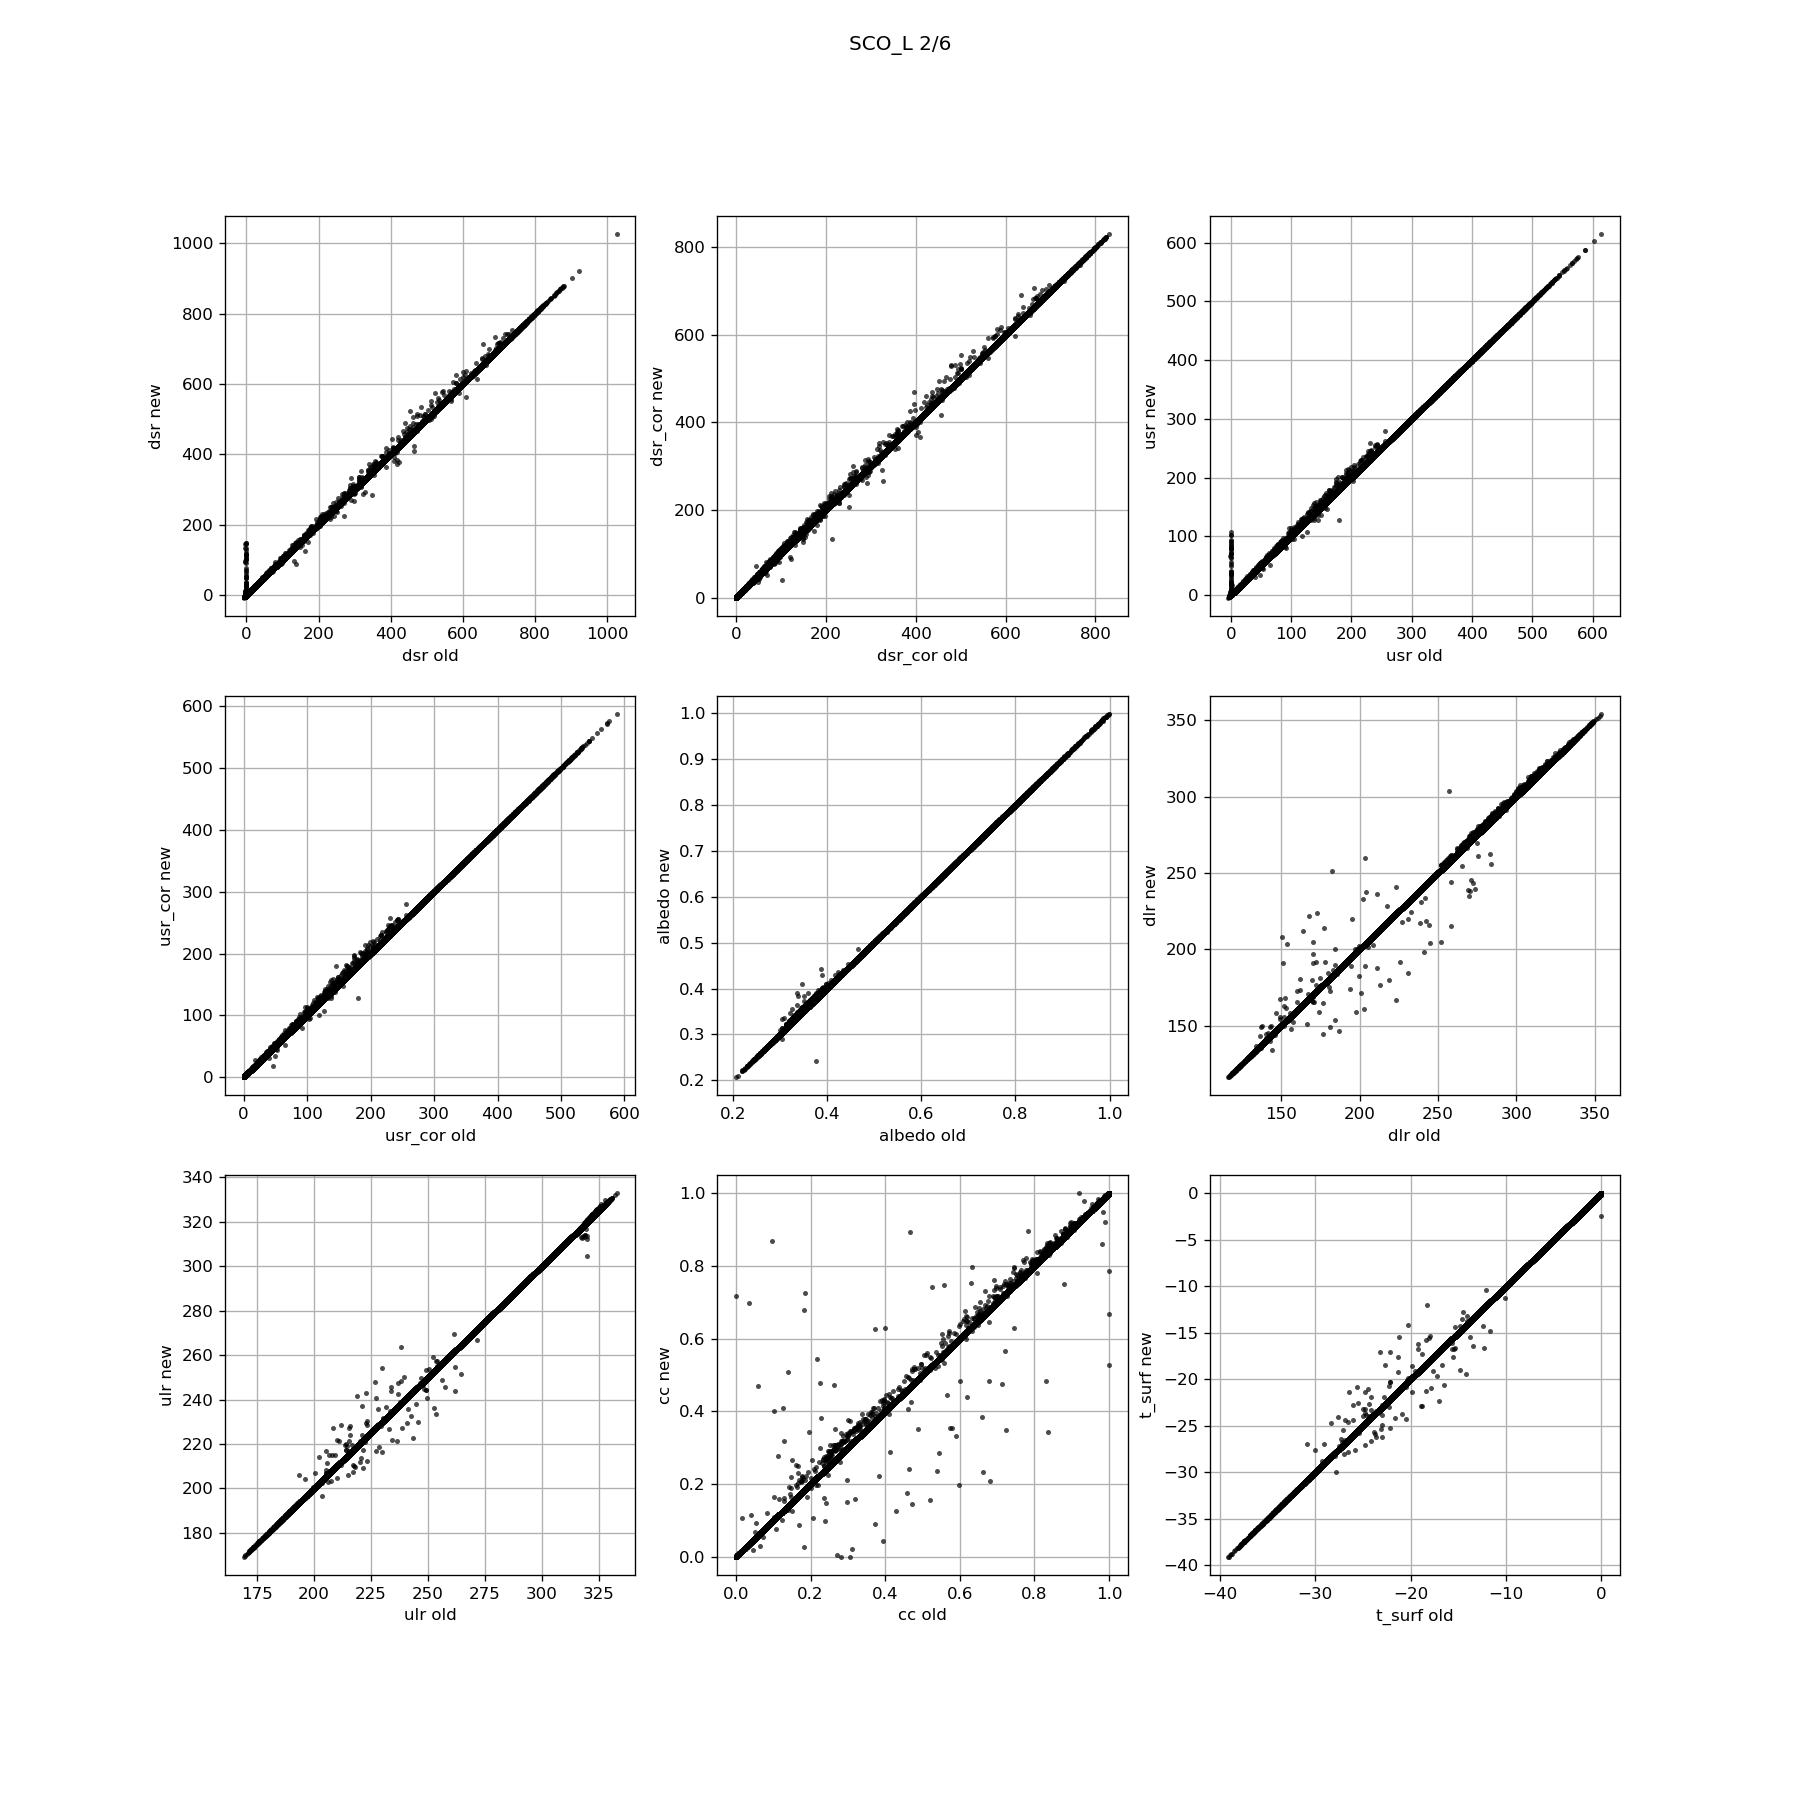 SCO_L 2/6
1000
800
600
400
200
0
dsr new
0 200 400 600 800 1000
dsr old
800
600
400
200
0
dsr_cor new
0 200 400 600 800
dsr_cor old
600
500
400
300
200
100
0
usr new
0 100 200 300 400 500 600
usr old
600
500
400
300
200
100
0
usr_cor new
0 100 200 300 400 500 600
usr_cor old
1.0
0.9
0.8
0.7
0.6
0.5
0.4
0.3
0.2
albedo new
0.2 0.4 0.6 0.8 1.0
albedo old
350
300
250
200
150
dlr new
150 200 250 300 350
dlr old
340
320
300
280
260
240
220
200
180
ulr new
175 200 225 250 275 300 325
ulr old
1.0
0.8
0.6
0.4
0.2
0.0
cc new
0.0 0.2 0.4 0.6 0.8 1.0
cc old
0
−5
−10
−15
−20
−25
−30
−35
−40
t_surf new
−40 −30 −20 −10 0
t_surf old